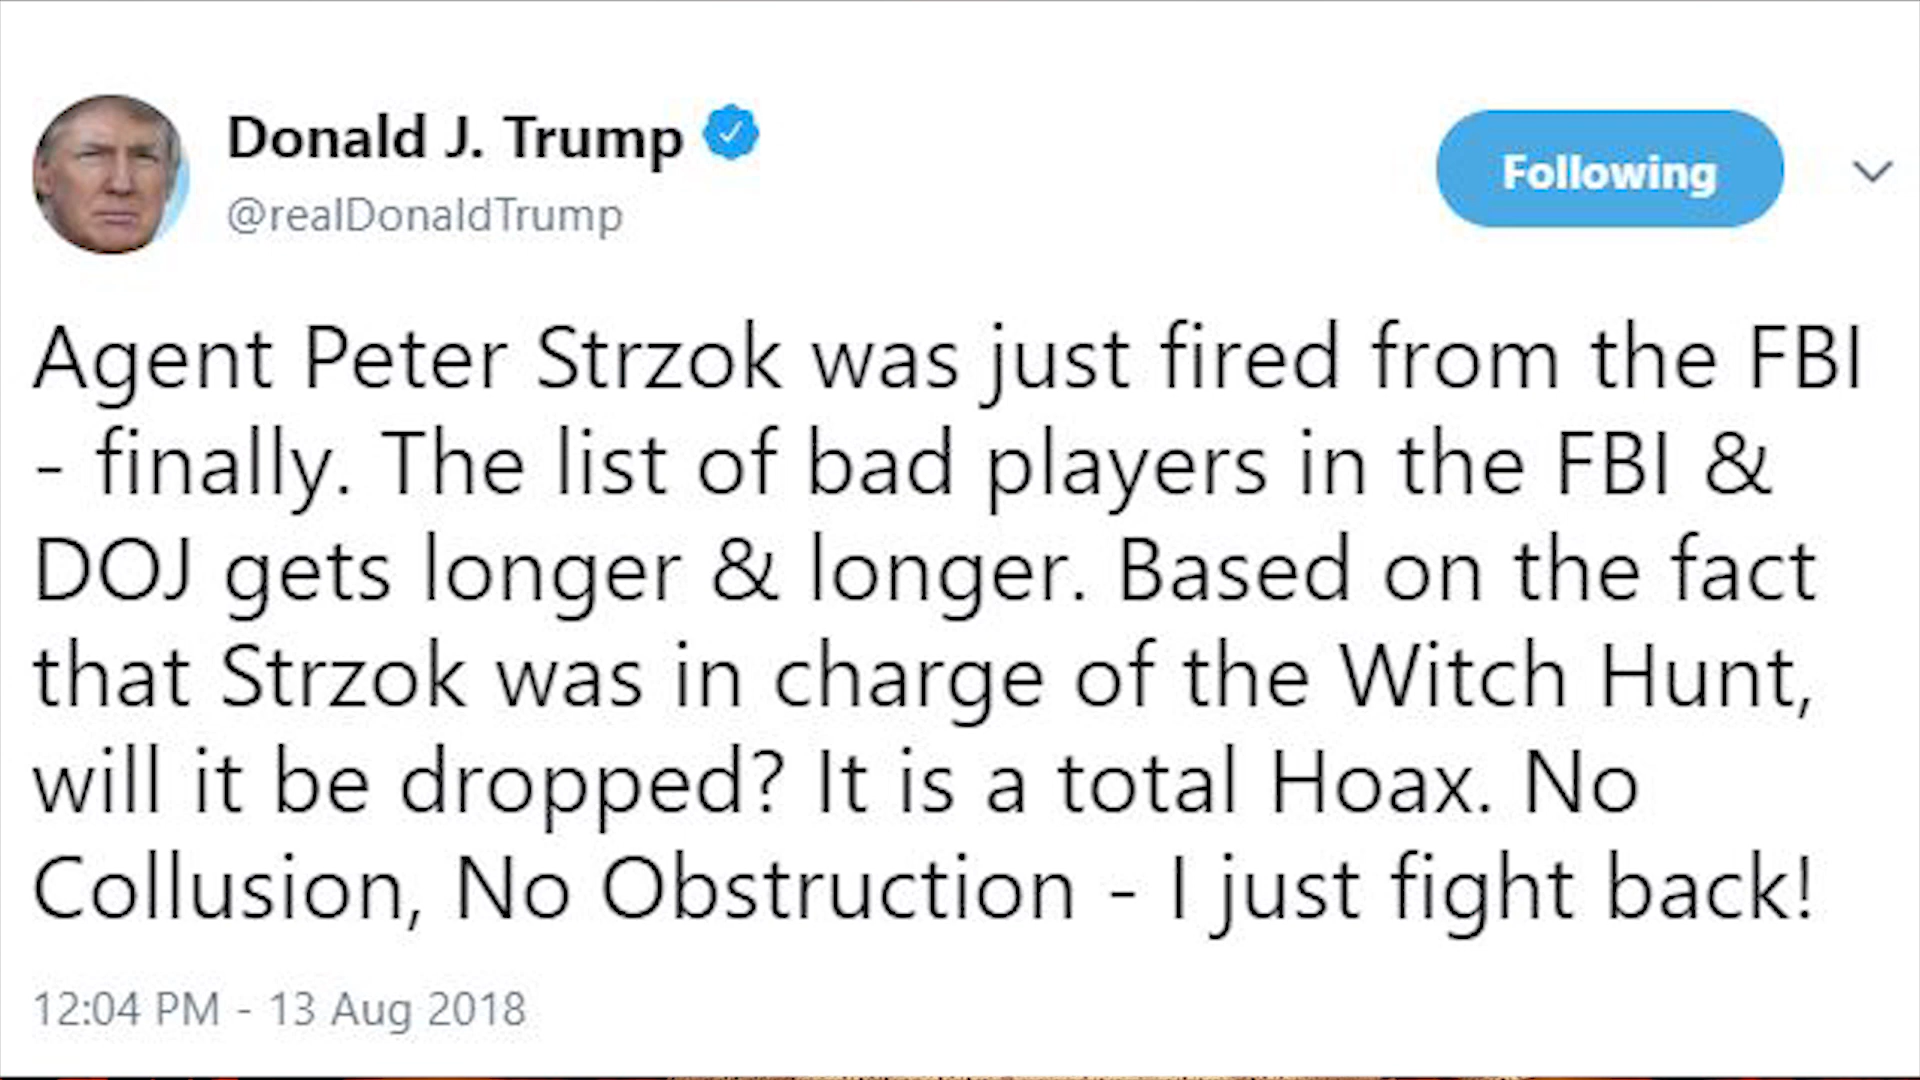 Donald J. Trump
@realDonaldTrump
Following
Agent Peter Strzok was just fired from the FBI
- finally. The list of bad players in the FBI &
DOJ gets longer & longer. Based on the fact
that Strzok was in charge of the Witch Hunt,
will it be dropped? It is a total Hoax. No
Collusion, No Obstruction - I just fight back!
12:04 PM - 13 Aug 2018